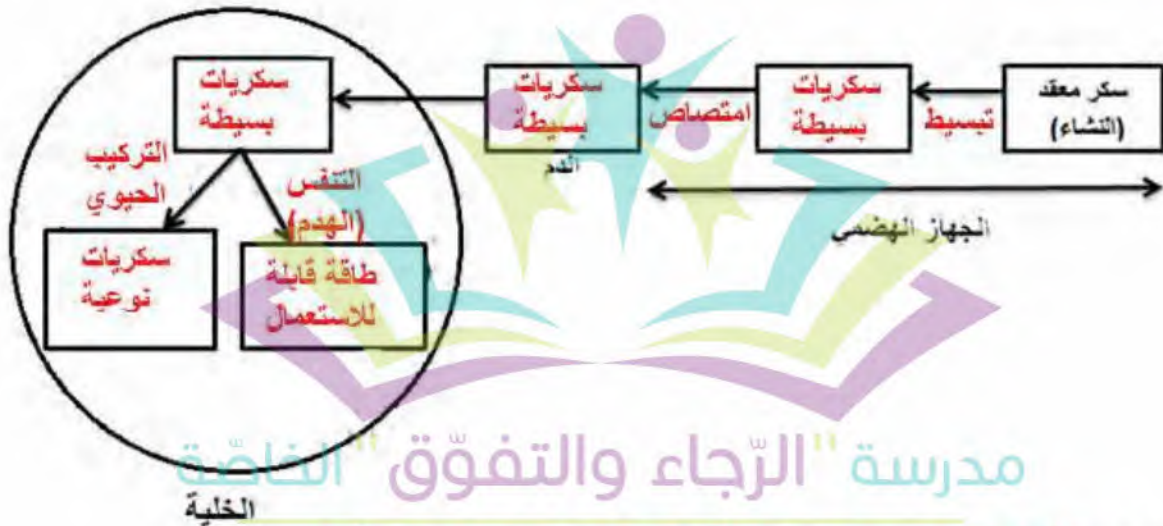 سكر معقد
(النشاء)
تبسيط
سكريات
بسيطة
امتصاص
سكريات
بسيطة
الدم
الجهاز الهضمي
سكريات
بسيطة
التنفس
(الهدم)
التركيب
الحيوي
طاقة قابلة
للاستعمال
سكريات
نوعية
الخلية
مدرسة "الرّجاء والتفوّق" الخاصّة